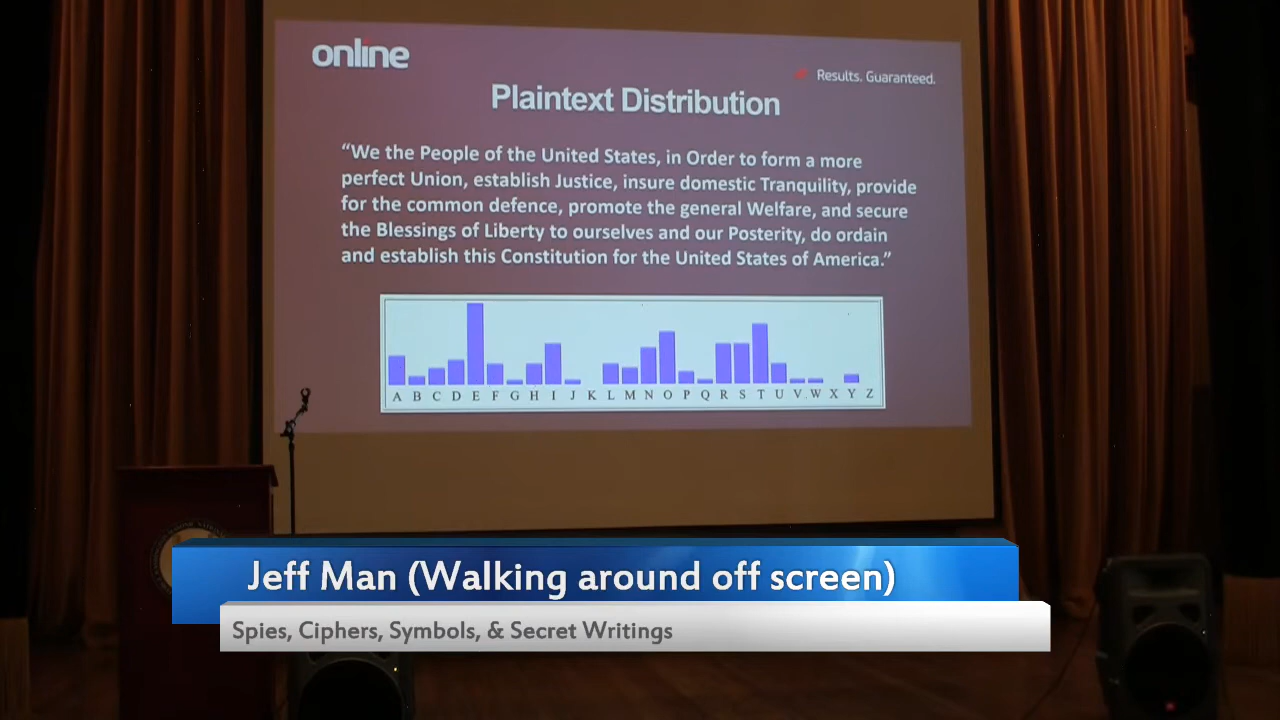 online
Results. Guaranteed.
Plaintext Distribution
“We the People of the United States, in Order to form a more
perfect Union, establish Justice, insure domestic Tranquility, provide
for the common defence, promote the general Welfare, and secure
the Blessings of Liberty to ourselves and our Posterity, do ordain
and establish this Constitution for the United States of America.”
A B C D E F G H I J K L M N O P Q R S T U V W X Y Z
Jeff Man (Walking around off screen)
Spies, Ciphers, Symbols, & Secret Writings